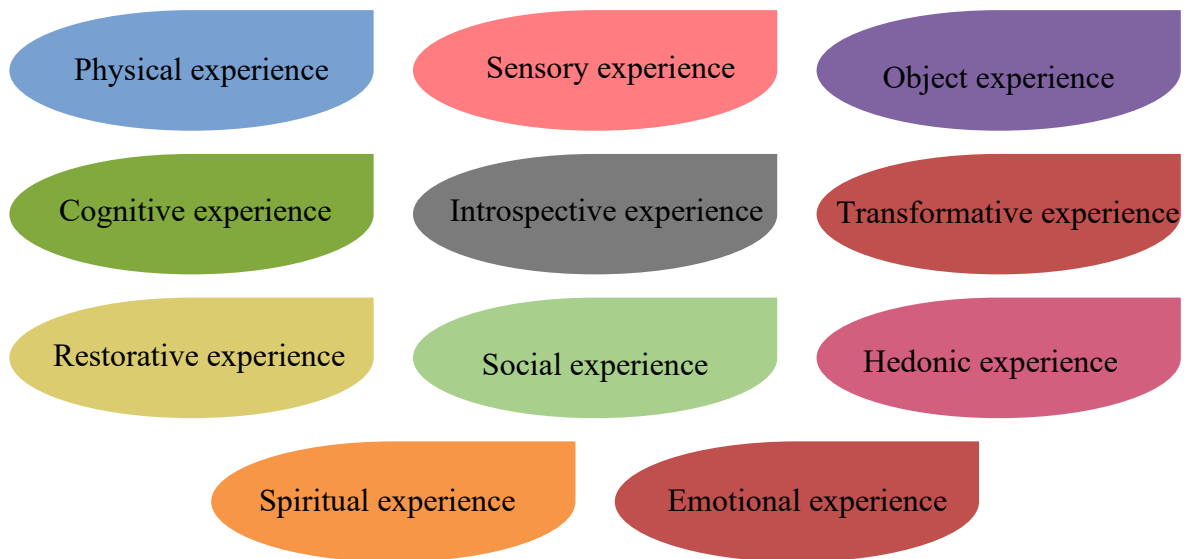 Physical experience
Sensory experience
Object experience
Cognitive experience
Introspective experience
Transformative experience
Restorative experience
Social experience
Hedonic experience
Spiritual experience
Emotional experience